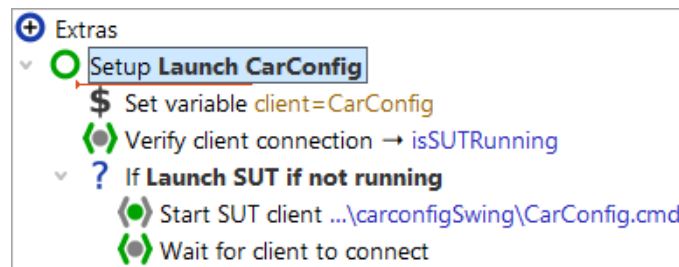 Extras
Setup Launch CarConfig
$ Set variable client=CarConfig
Verify client connection → isSUTRunning
? If Launch SUT if not running
Start SUT client ...\carconfigSwing\CarConfig.cmd
Wait for client to connect